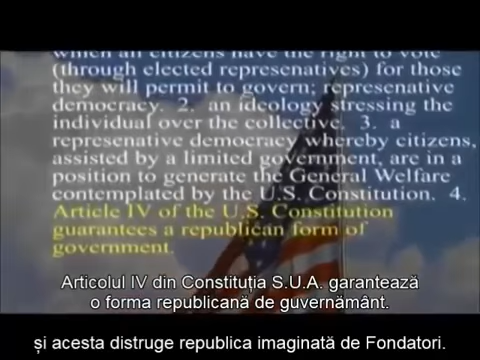 which all citizens have the right to vote
(through elected represenatives) for those
they will permit to govern; represenative
democracy. 2. an ideology stressing the
individual over the collective. 3. a
represenative democracy whereby citizens,
assisted by a limited government, are in a
position to generate the General Welfare
contemplated by the U.S. Constitution. 4.
Article IV of the U.S. Constitution
guarantees a republican form of
government.
Articolul IV din Constituția S.U.A. garantează
o forma republicană de guvernământ.
și acesta distruge republica imaginată de Fondatori.